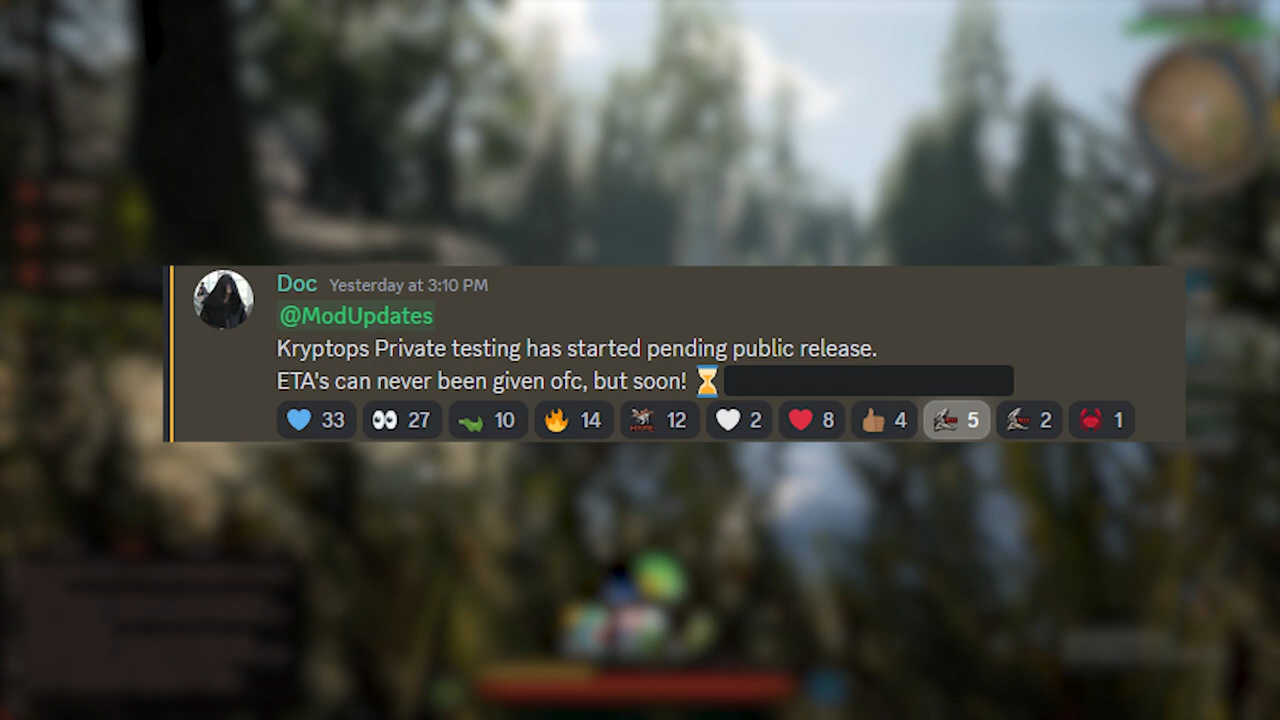 Doc Yesterday at 3:10 PM
@ModUpdates
Kryptops Private testing has started pending public release.
ETA's can never been given ofc, but soon! ⏳
💙 33 👀 27 10 🔥 14 HYPE 12 🤍 2 ❤️ 8 👍🏽 4 5 2 🦀 1